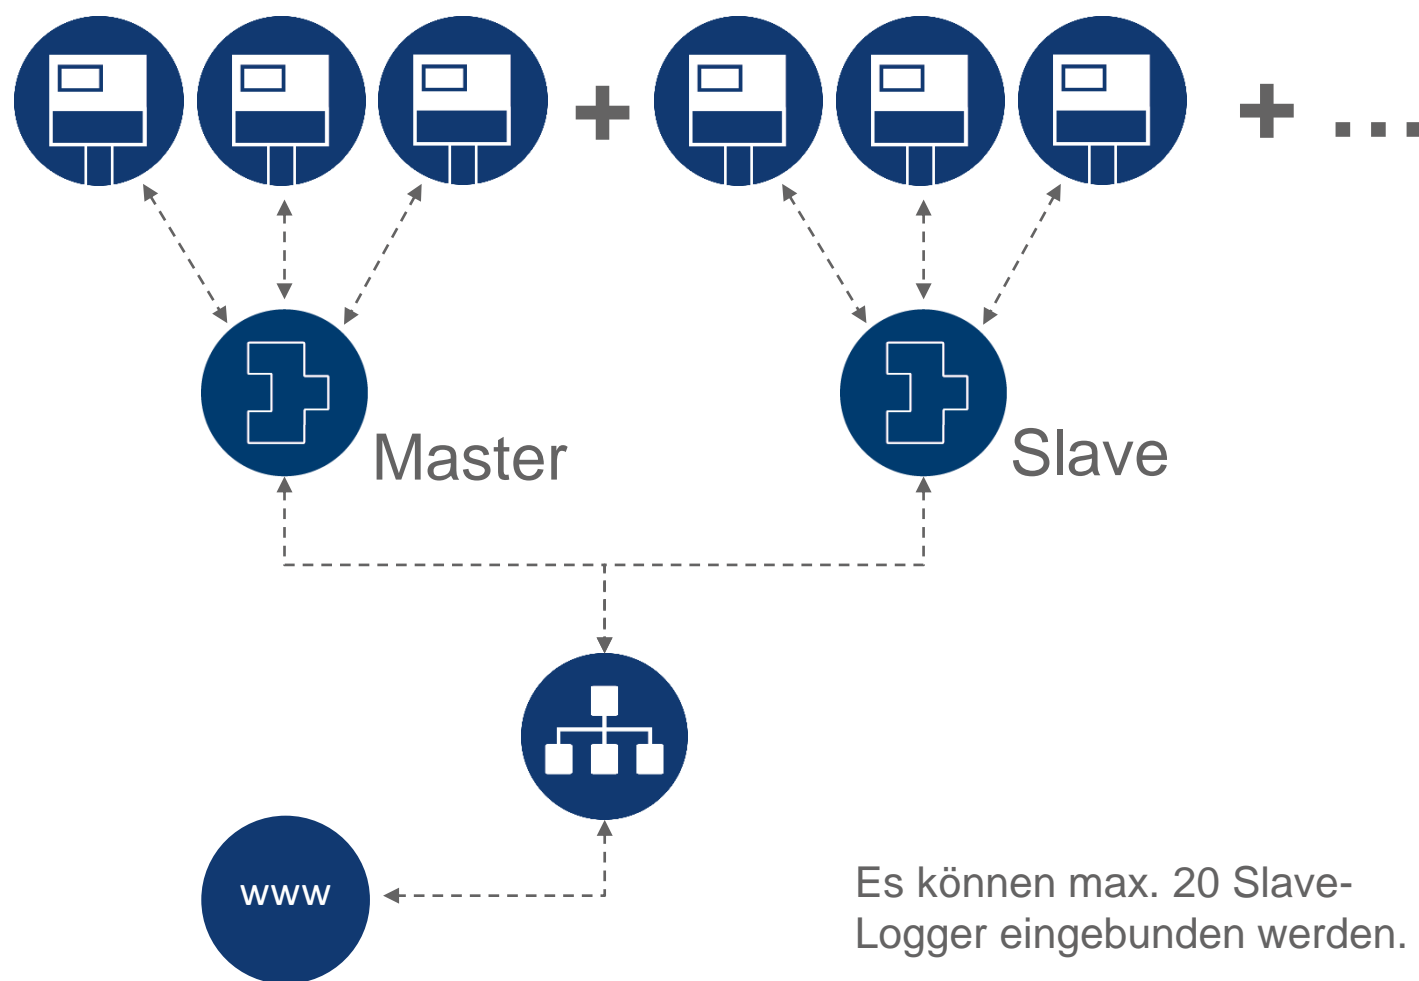 +
+ ...
Master
Slave
www
Es können max. 20 Slave-
Logger eingebunden werden.